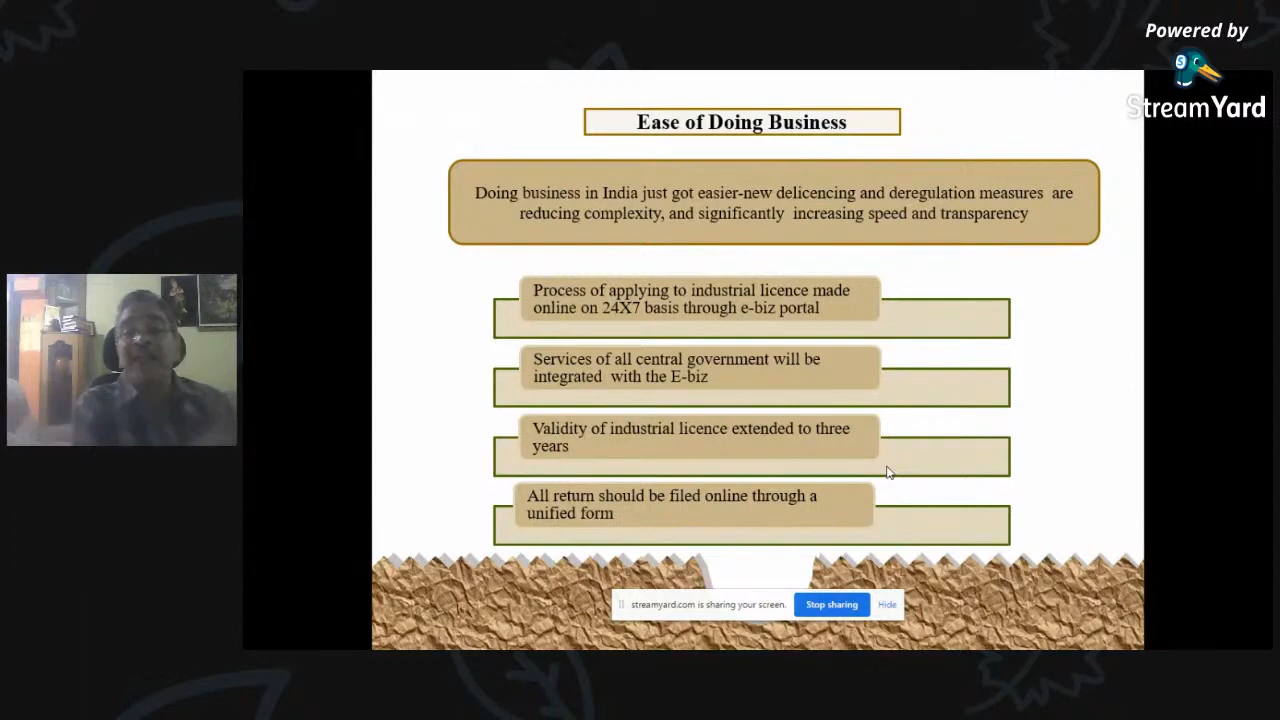 Powered by
StreamYard
Ease of Doing Business
Doing business in India just got easier-new delicencing and deregulation measures are
reducing complexity, and significantly increasing speed and transparency
Process of applying to industrial licence made
online on 24X7 basis through e-biz portal
Services of all central government will be
integrated with the E-biz
Validity of industrial licence extended to three
years
All return should be filed online through a
unified form
streamyard.com is sharing your screen.
Stop sharing
Hide